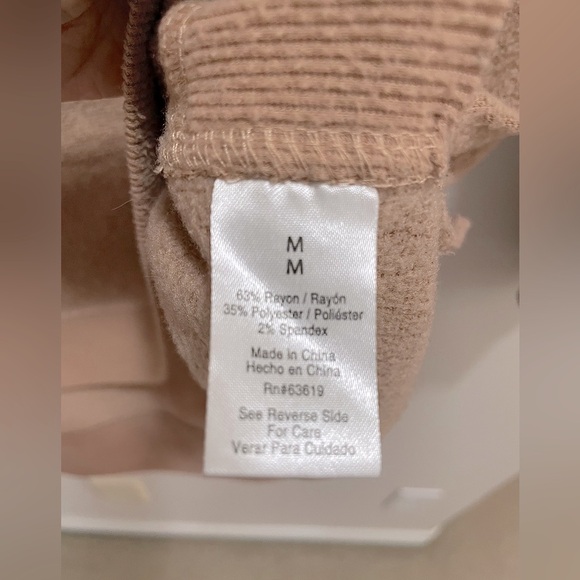 M
M
63% Rayon / Rayón
35% Polyester / Poliéster
2% Spandex
Made in China
Hecho en China
Rn#63619
See Reverse Side
For Care
Verar Para Cuidado